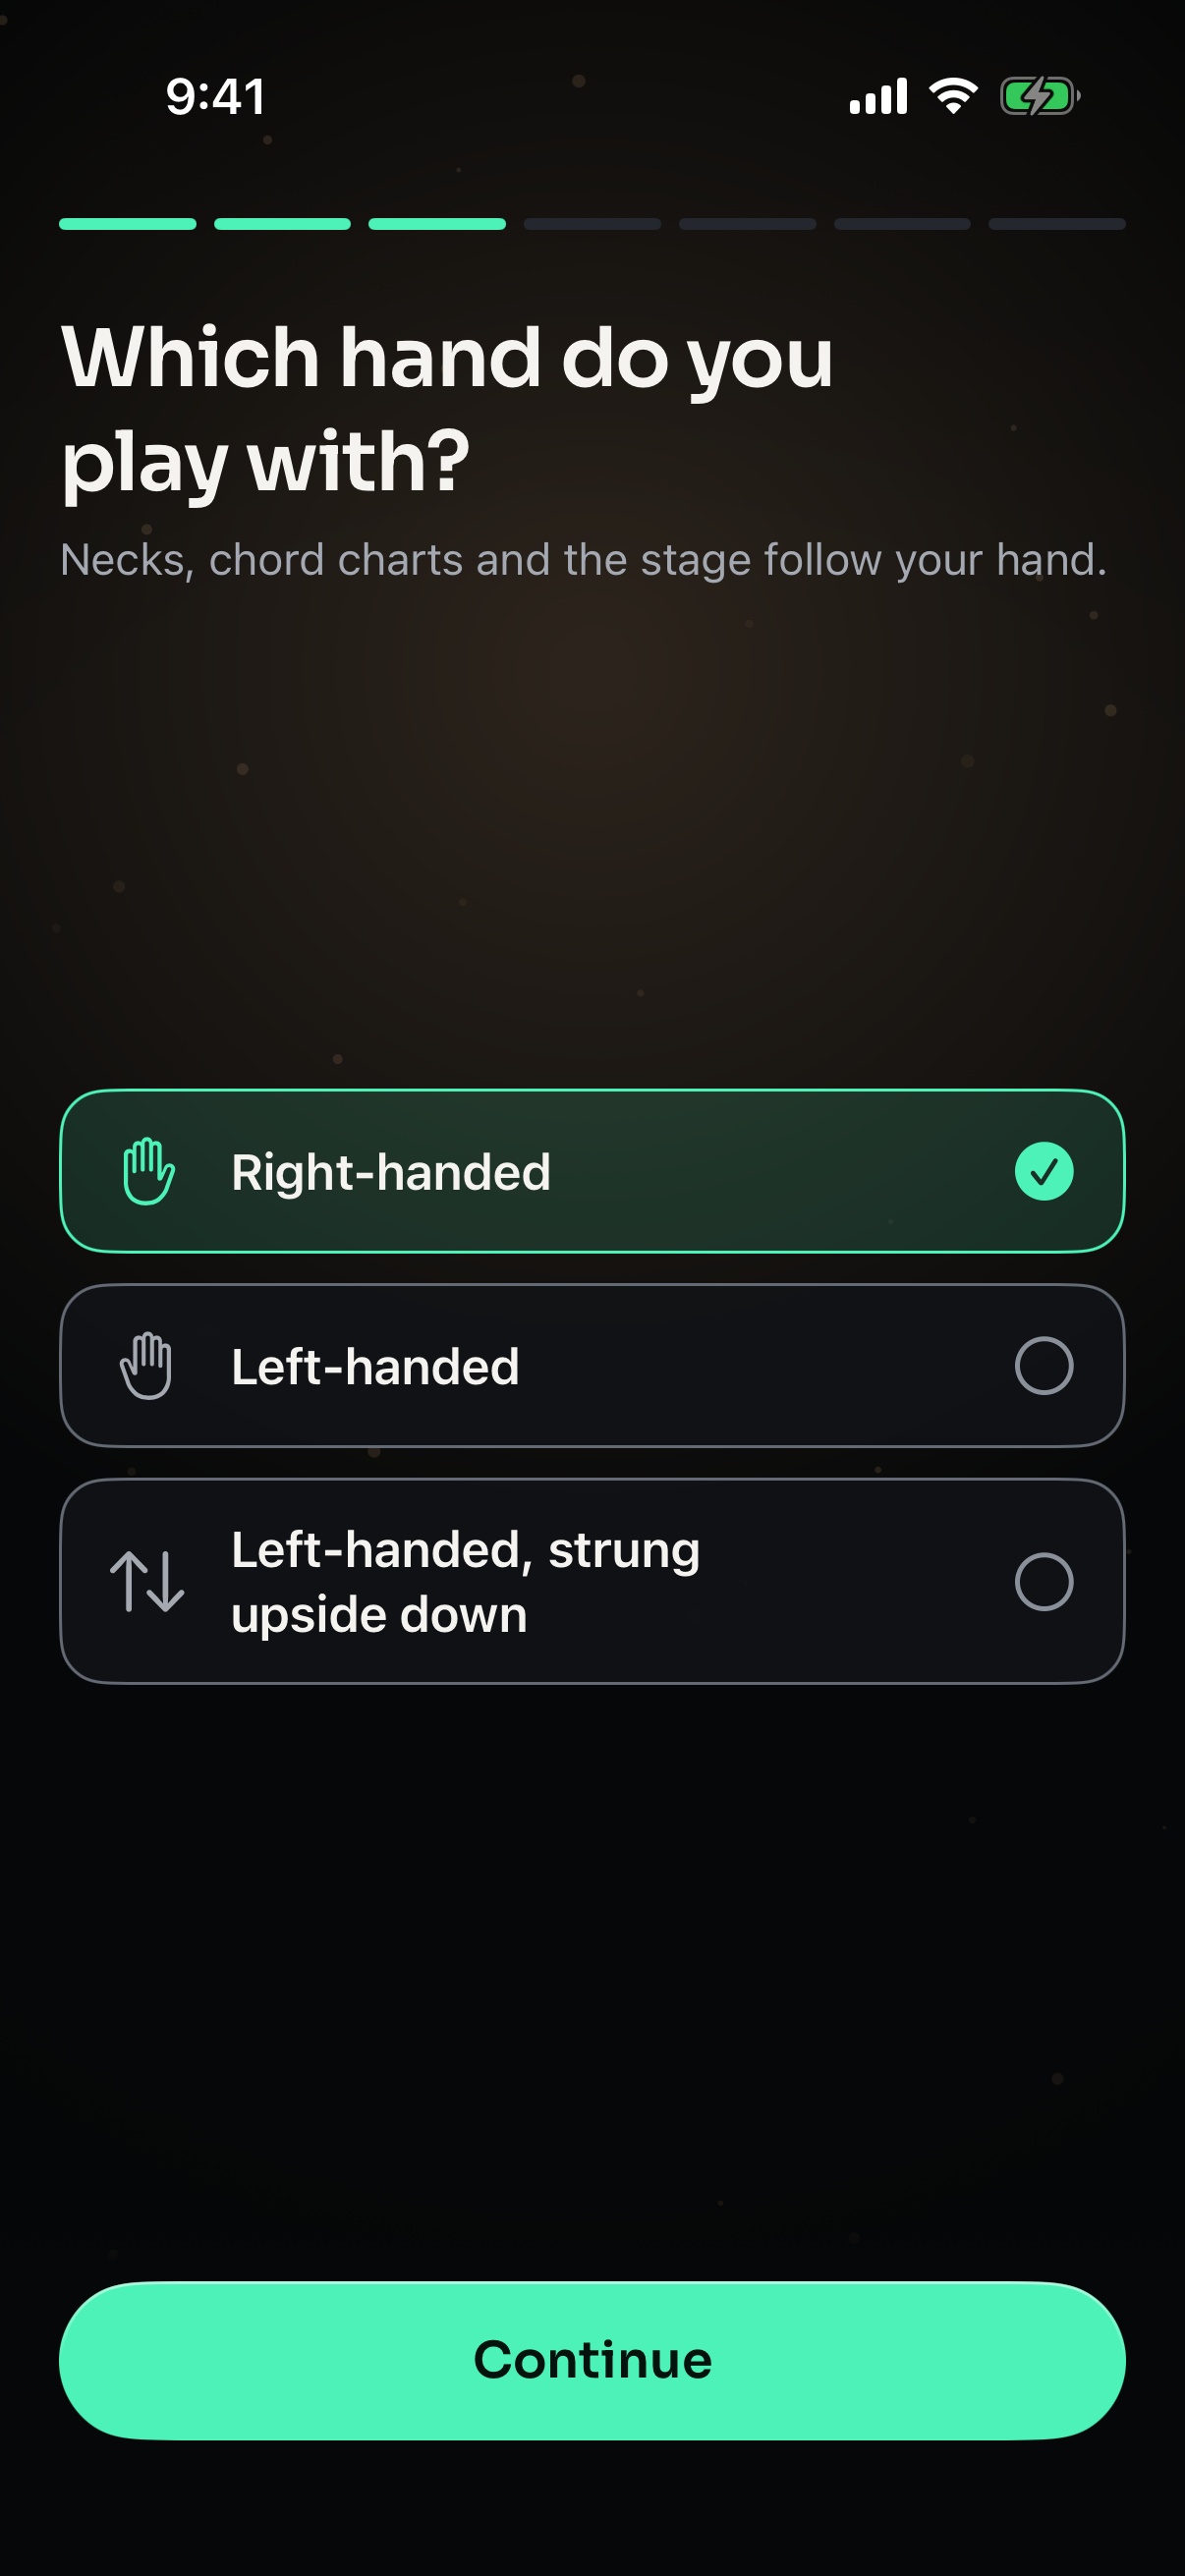 9:41
Which hand do you
play with?
Necks, chord charts and the stage follow your hand.
Right-handed
Left-handed
Left-handed, strung
upside down
Continue